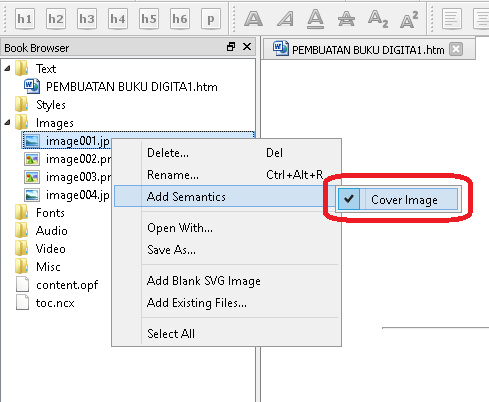 h2 h3 h4 h5 h6 p A A A A₂ A²
Book Browser
PEMBUATAN BUKU DIGITA1.htm
Text
PEMBUATAN BUKU DIGITA1.htm
Styles
Images
image001.jp
image002.pr
image003.pr
image004.jp
Fonts
Audio
Video
Misc
content.opf
toc.ncx
Delete... Del
Rename... Ctrl+Alt+R
Add Semantics
Cover Image
Open With...
Save As...
Add Blank SVG Image
Add Existing Files...
Select All